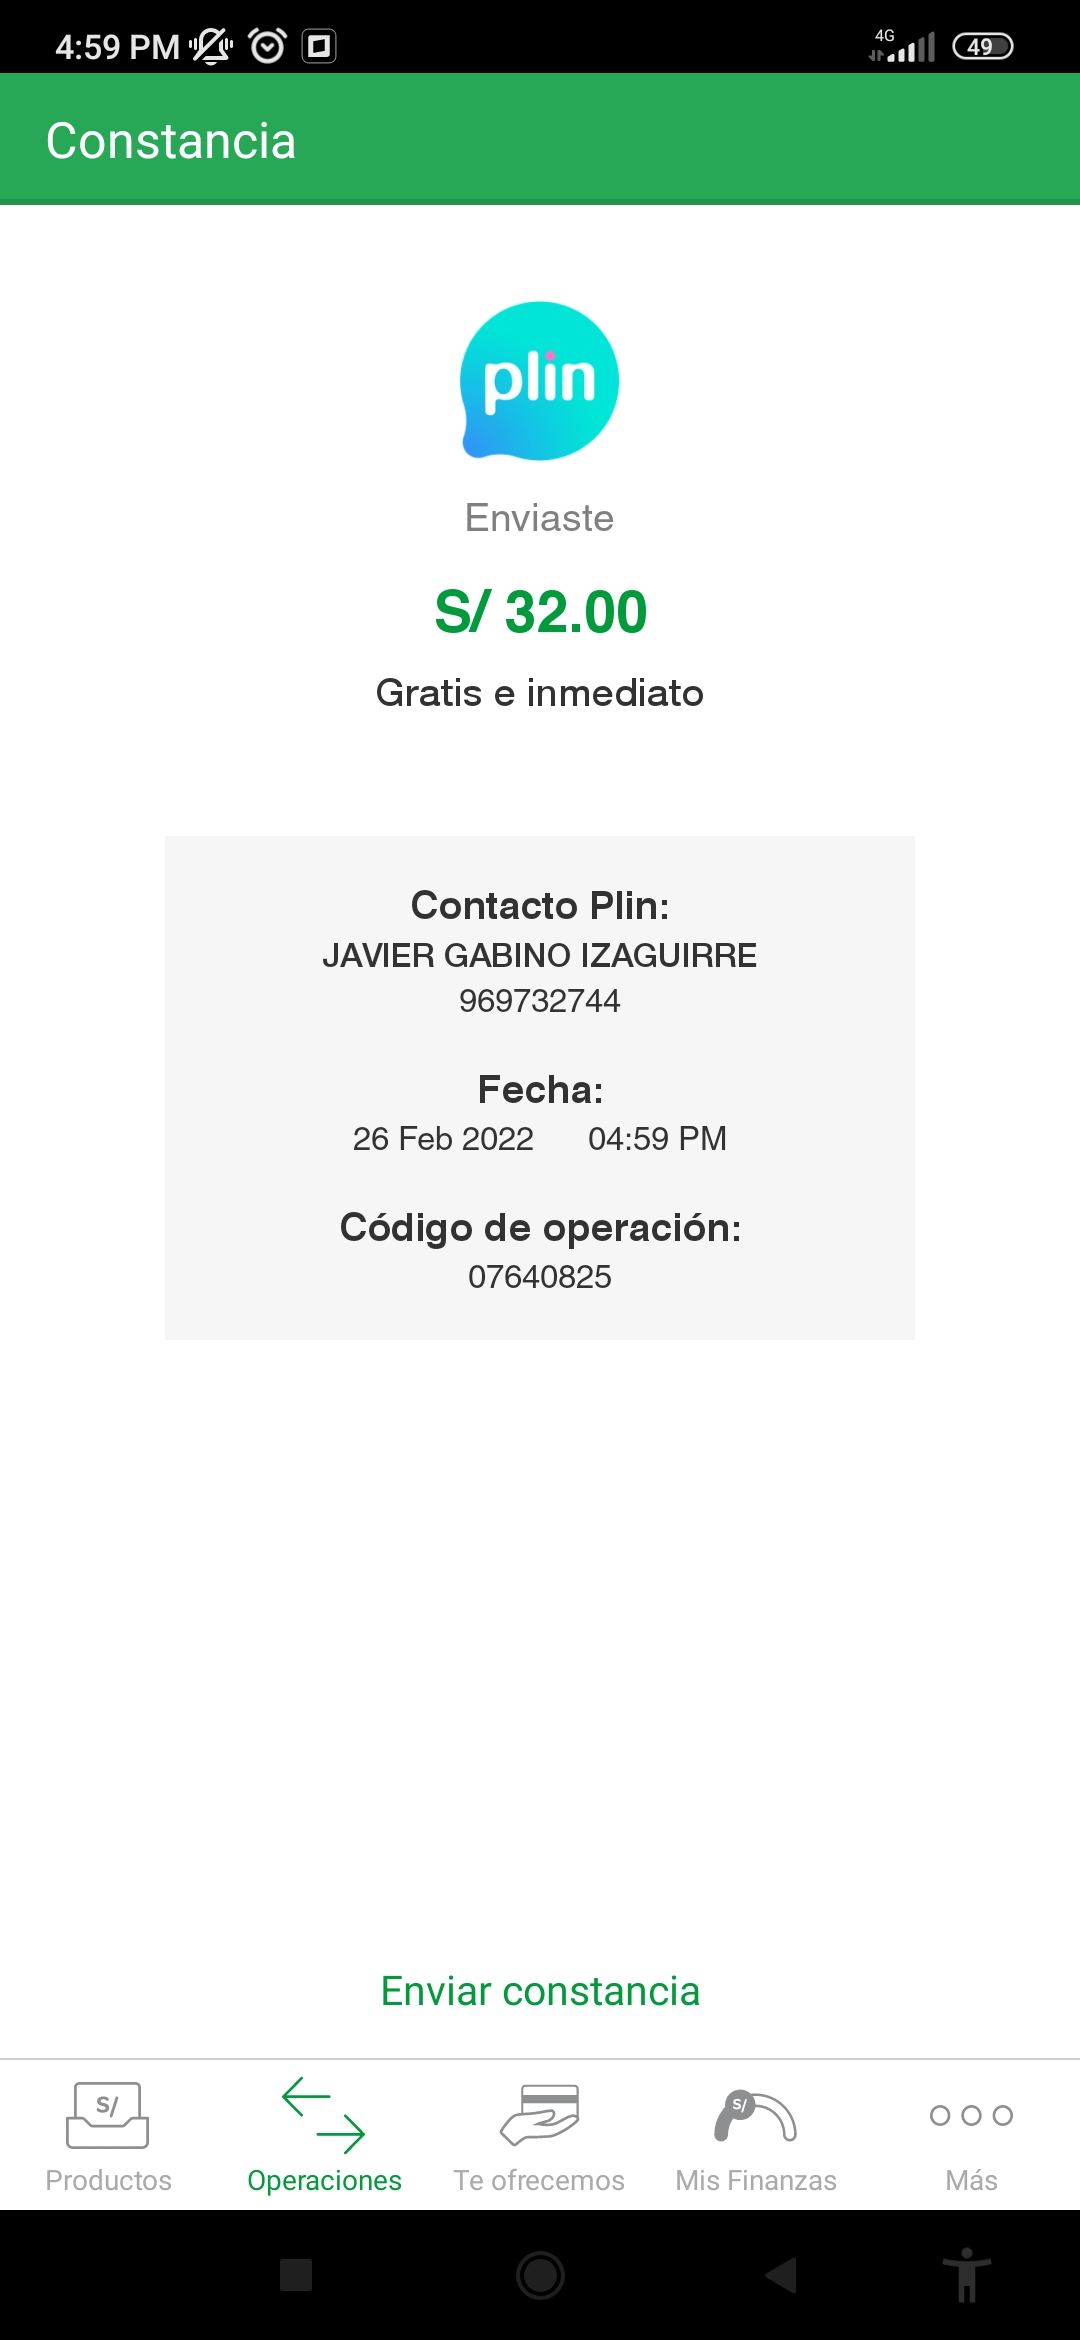 4:59 PM
4G
49
Constancia
plin
Enviaste
S/ 32.00
Gratis e inmediato
Contacto Plin:
JAVIER GABINO IZAGUIRRE
969732744
Fecha:
26 Feb 2022 04:59 PM
Código de operación:
07640825
Enviar constancia
S/ S/
Productos Operaciones Te ofrecemos Mis Finanzas Más